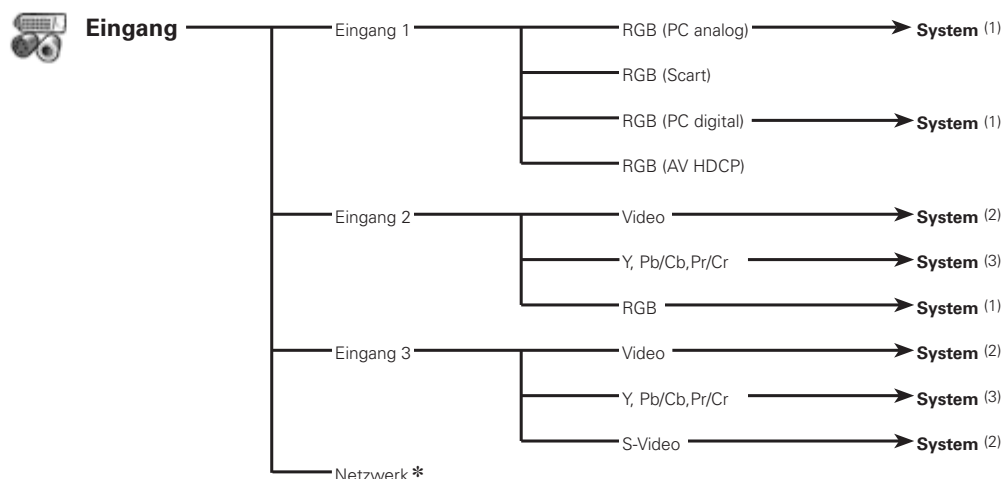 Eingang Eingang 1 RGB (PC analog) System (1)
RGB (Scart)
RGB (PC digital) System (1)
RGB (AV HDCP)
Eingang 2 Video System (2)
Y, Pb/Cb,Pr/Cr System (3)
RGB System (1)
Eingang 3 Video System (2)
Y, Pb/Cb,Pr/Cr System (3)
S-Video System (2)
Netzwerk*